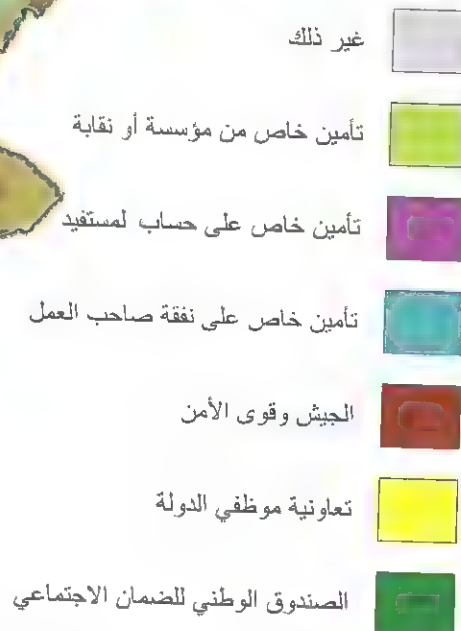 غير ذلك
تأمين خاص من مؤسسة أو نقابة
تأمين خاص على حساب لمستفيد
تأمين خاص على نفقة صاحب العمل
الجيش وقوى الأمن
تعاونية موظفي الدولة
الصندوق الوطني للضمان الاجتماعي